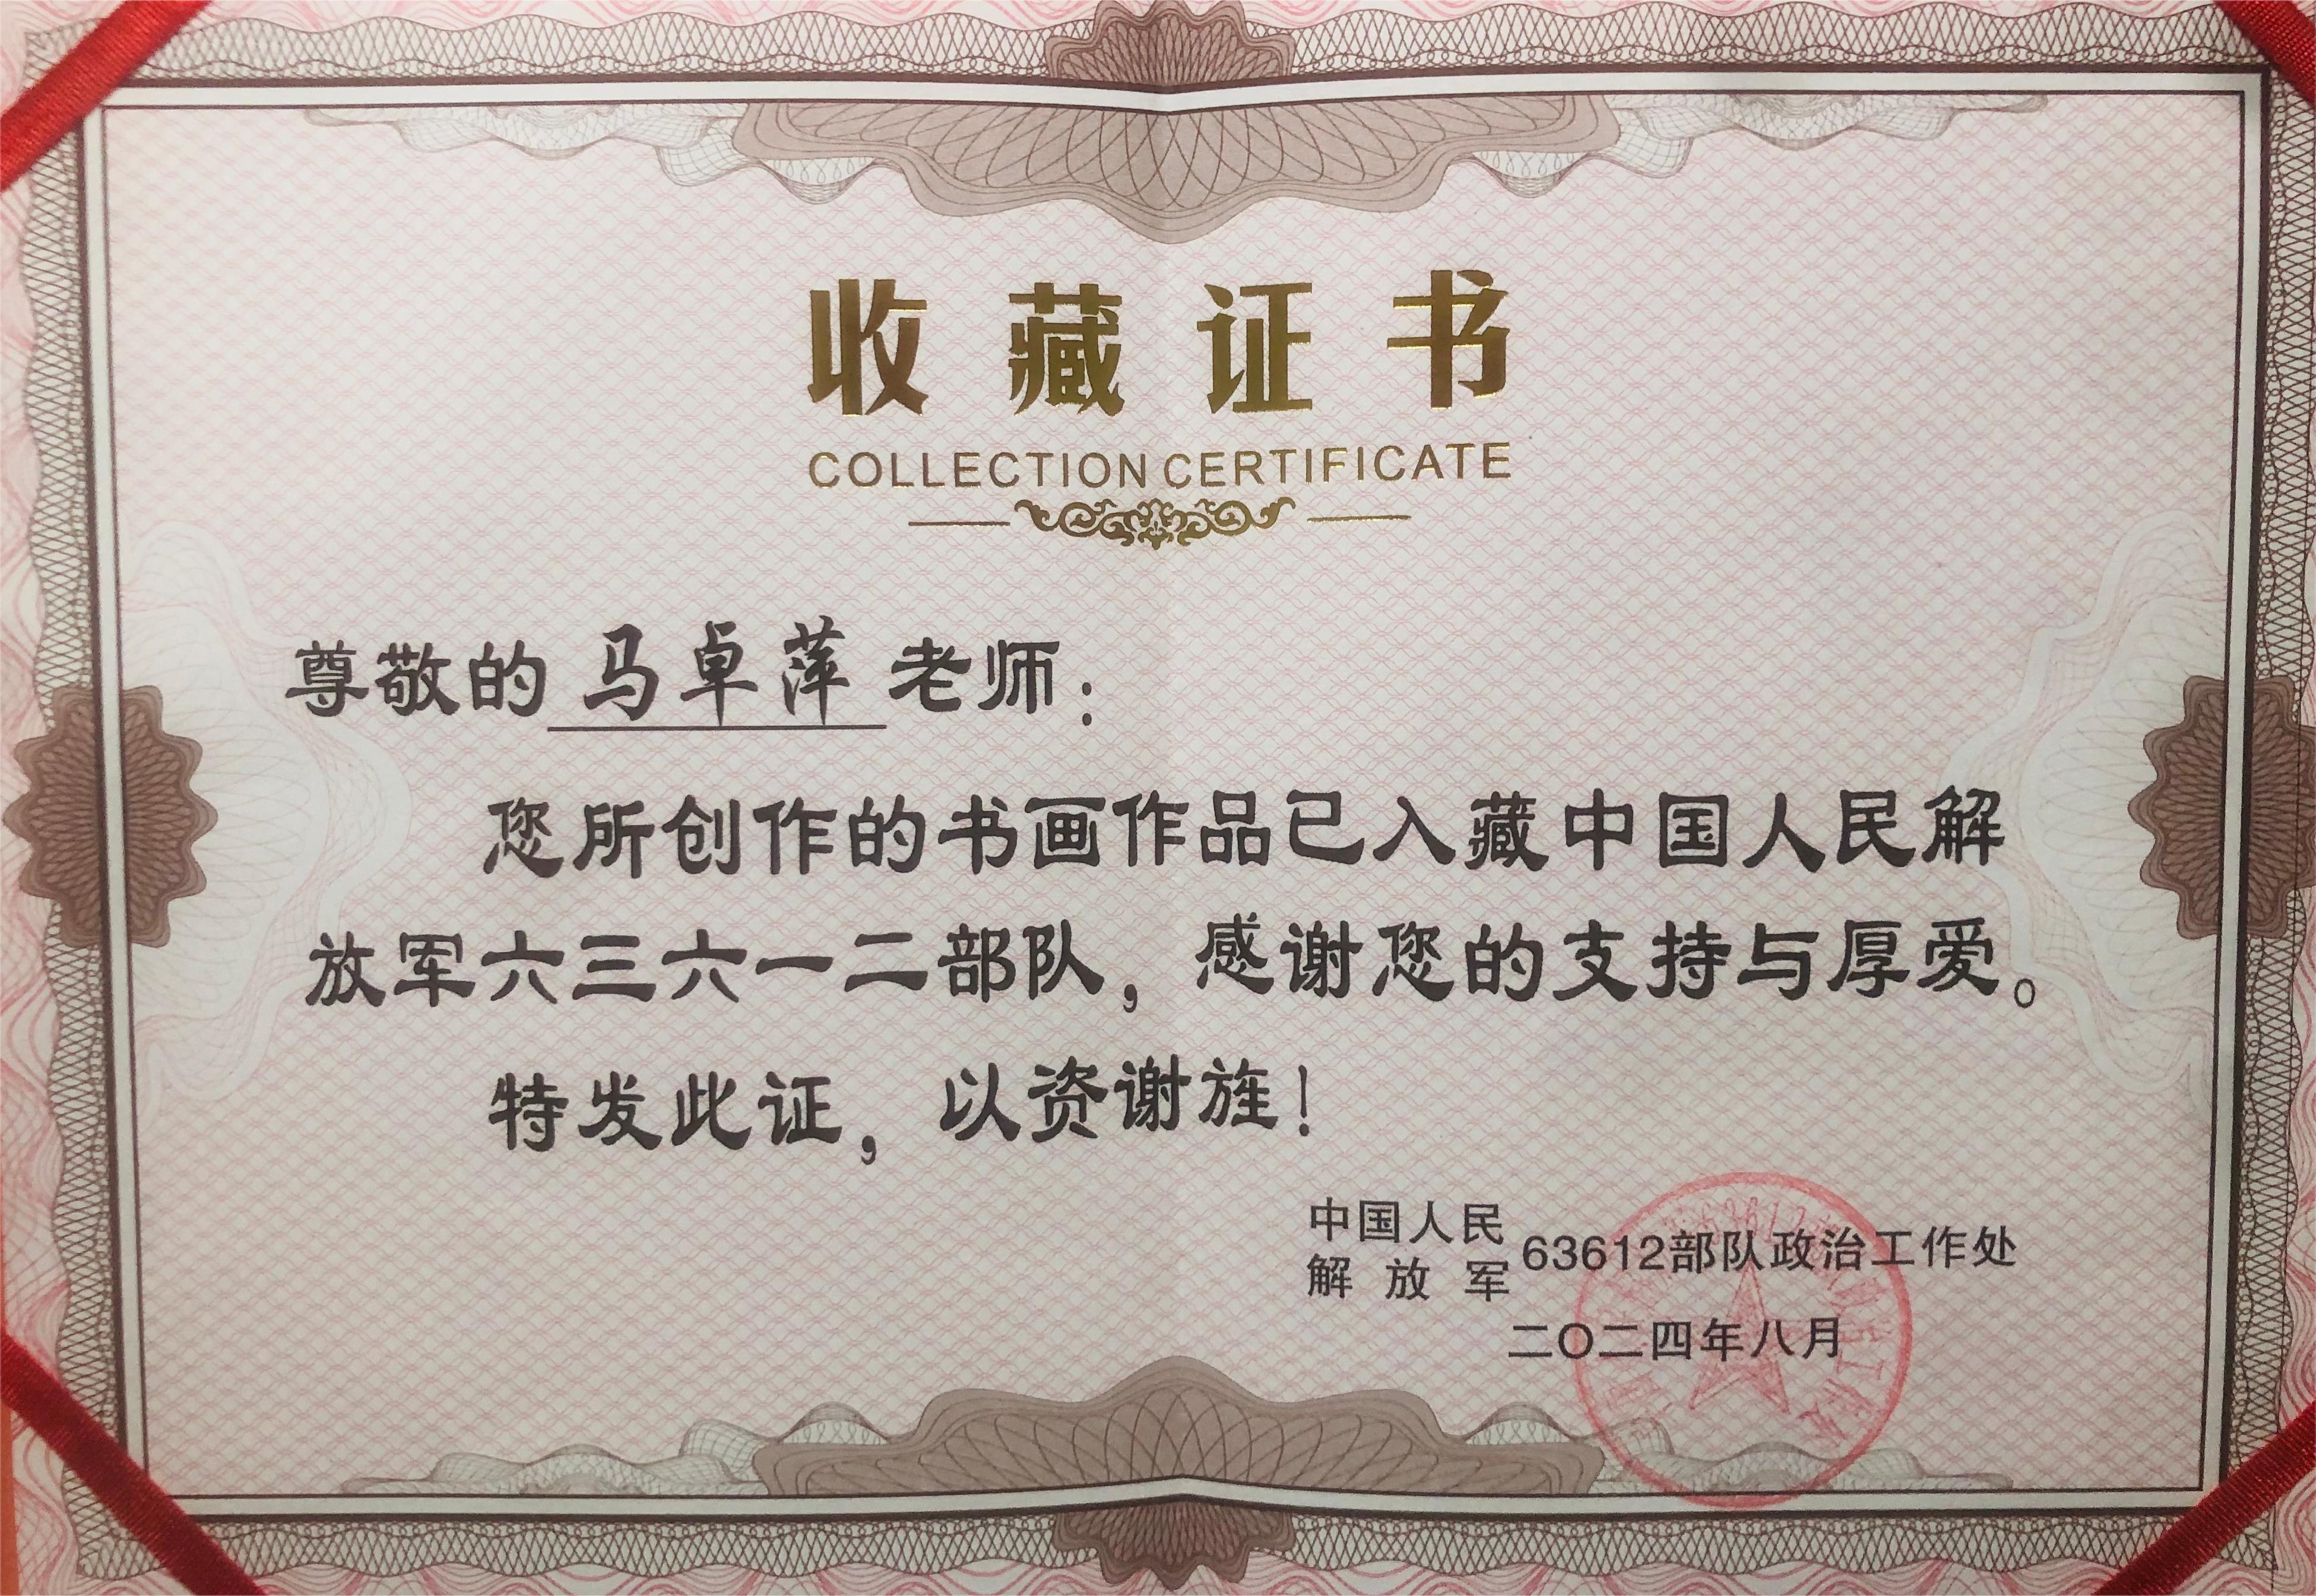 收藏证书
COLLECTION CERTIFICATE
尊敬的 马卓萍 老师：
您所创作的书画作品已入藏中国人民解
放军六三六一二部队，感谢您的支持与厚爱。
特发此证，以资谢旌！
中国人民
解放军 63612部队政治工作处
二〇二四年八月